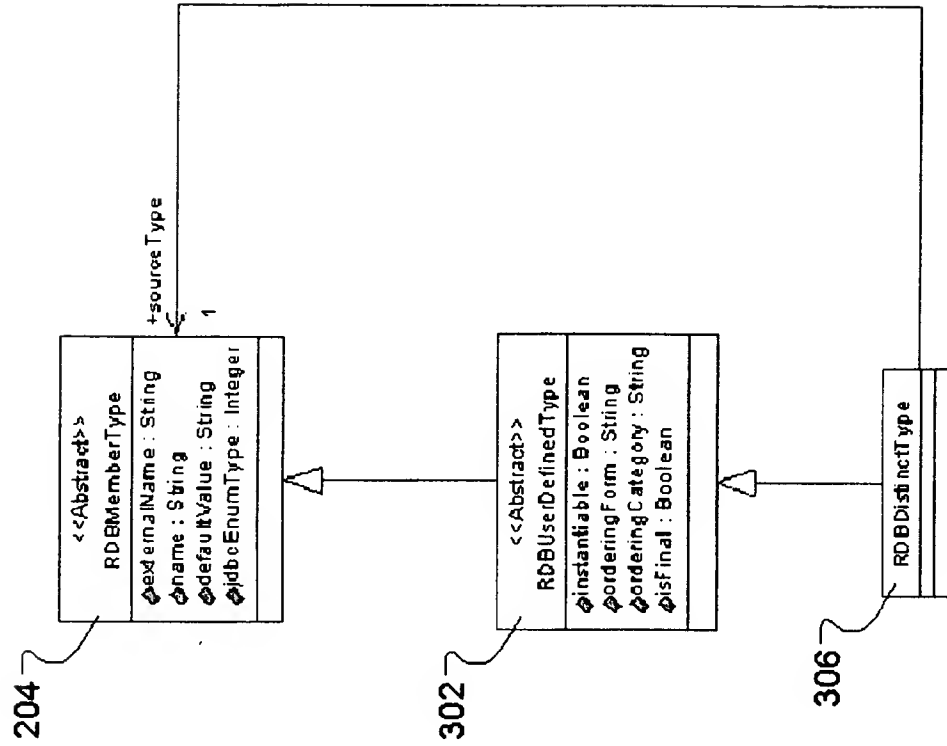 204
<<Abstract>>
RDBMemberType
externalName : String
name : String
defaultValue : String
jdbcEnumType : Integer
+sourceType
1
302
<<Abstract>>
RDBUserDefinedType
instantiable : Boolean
orderingForm : String
orderingCategory : String
isFinal : Boolean
306
RDBDistinctType